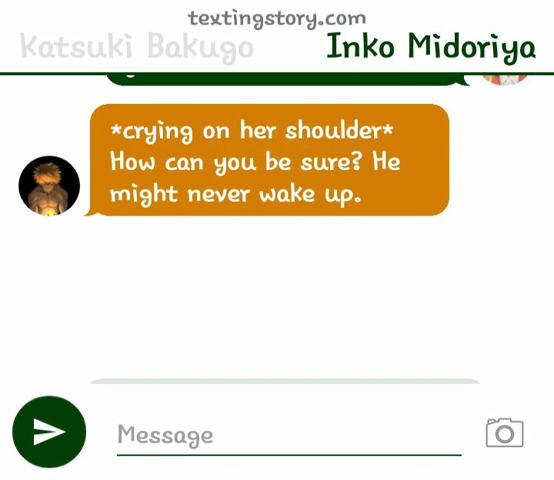 textingstory.com
Katsuki Bakugo Inko Midoriya
*crying on her shoulder*
How can you be sure? He
might never wake up.
Message